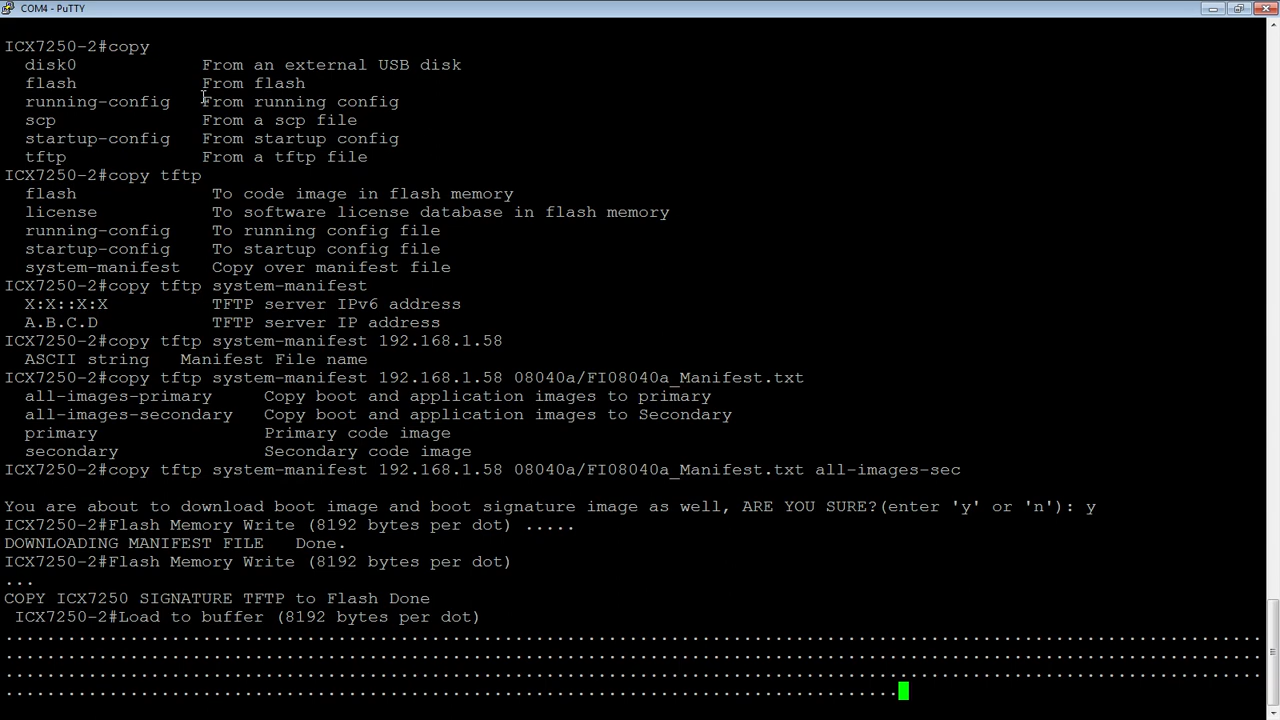 COM4 - PuTTY
ICX7250-2#copy
disk0 From an external USB disk
flash From flash
running-config From running config
scp From a scp file
startup-config From startup config
tftp From a tftp file
ICX7250-2#copy tftp
flash To code image in flash memory
license To software license database in flash memory
running-config To running config file
startup-config To startup config file
system-manifest Copy over manifest file
ICX7250-2#copy tftp system-manifest
X:X::X:X TFTP server IPv6 address
A.B.C.D TFTP server IP address
ICX7250-2#copy tftp system-manifest 192.168.1.58
ASCII string Manifest File name
ICX7250-2#copy tftp system-manifest 192.168.1.58 08040a/FI08040a_Manifest.txt
all-images-primary Copy boot and application images to primary
all-images-secondary Copy boot and application images to Secondary
primary Primary code image
secondary Secondary code image
ICX7250-2#copy tftp system-manifest 192.168.1.58 08040a/FI08040a_Manifest.txt all-images-sec
You are about to download boot image and boot signature image as well, ARE YOU SURE?(enter 'y' or 'n'): y
ICX7250-2#Flash Memory Write (8192 bytes per dot) .....
DOWNLOADING MANIFEST FILE Done.
ICX7250-2#Flash Memory Write (8192 bytes per dot)
...
COPY ICX7250 SIGNATURE TFTP to Flash Done
ICX7250-2#Load to buffer (8192 bytes per dot)
.........................................................................................................................
.........................................................................................................................
.........................................................................................................................
......................................................................................